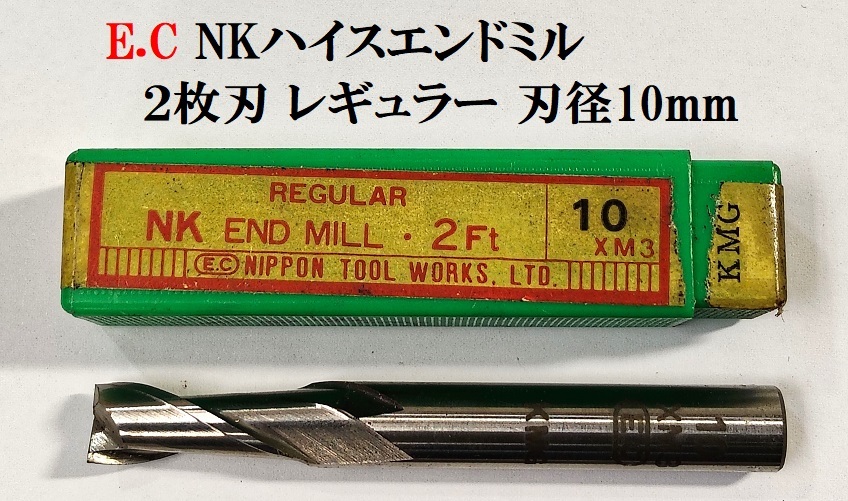 E.C NKハイスエンドミル
２枚刃 レギュラー 刃径10mm
REGULAR
NK END MILL・2Ft
10
XM3
E.C NIPPON TOOL WORKS, LTD.
KMG
XM3